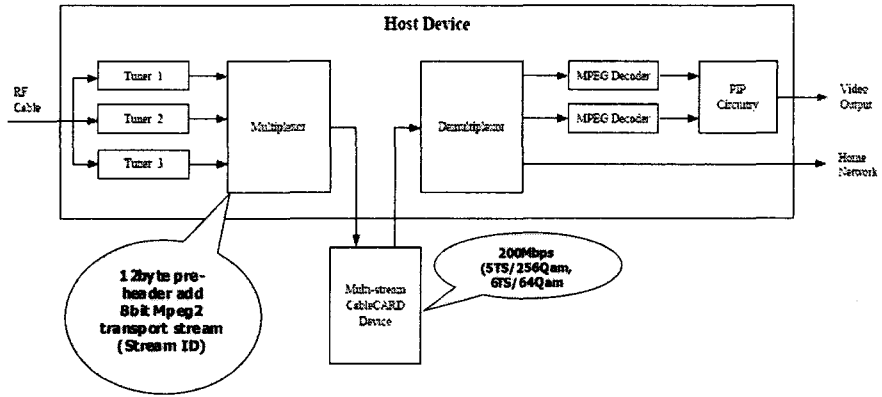 Host Device
RF
Cable
Tuner 1
Tuner 2
Tuner 3
Multiplexor
Demultiplexor
MPEG Decoder
MPEG Decoder
PIP
Circuitry
Video
Output
Home
Network
12byte pre-
header add
8bit Mpeg2
transport stream
(Stream ID)
Multi-stream
CableCARD
Device
200Mbps
(5TS/256Qam,
6TS/64Qam